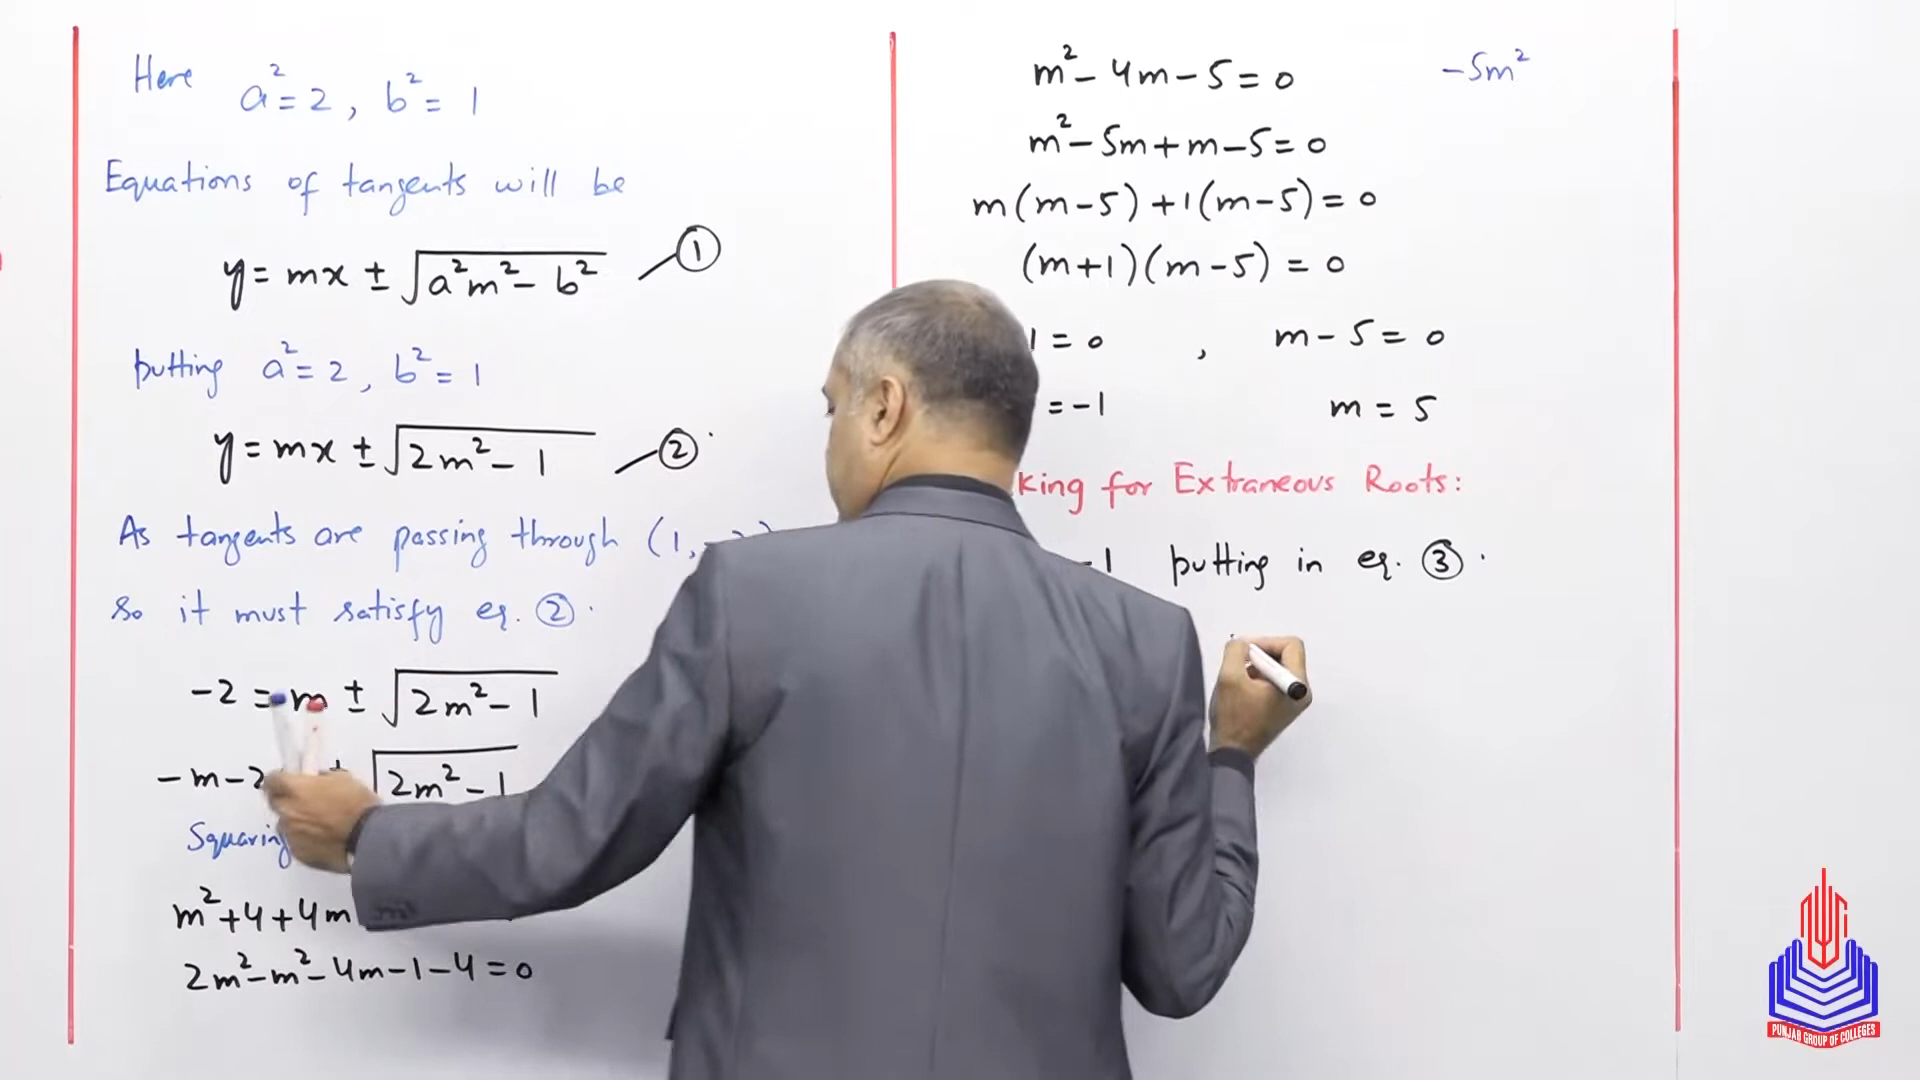 Here a² = 2, b² = 1
Equations of tangents will be
y = mx ± √(a²m² - b²) ①
putting a² = 2, b² = 1
y = mx ± √(2m² - 1) ②.
As tangents are passing through (1, -
so it must satisfy eq. ②.
-2 = m ± √(2m² - 1)
-m-2 ± √(2m² - 1)
Squaring
m² + 4 + 4m
2m² - m² - 4m - 1 - 4 = 0
m² - 4m - 5 = 0
-5m²
m² - 5m + m - 5 = 0
m(m-5) + 1(m-5) = 0
(m+1)(m-5) = 0
1 = 0 , m - 5 = 0
= -1 m = 5
king for Extraneous Roots:
-1 putting in eq. ③.
PUNJAB GROUP OF COLLEGES